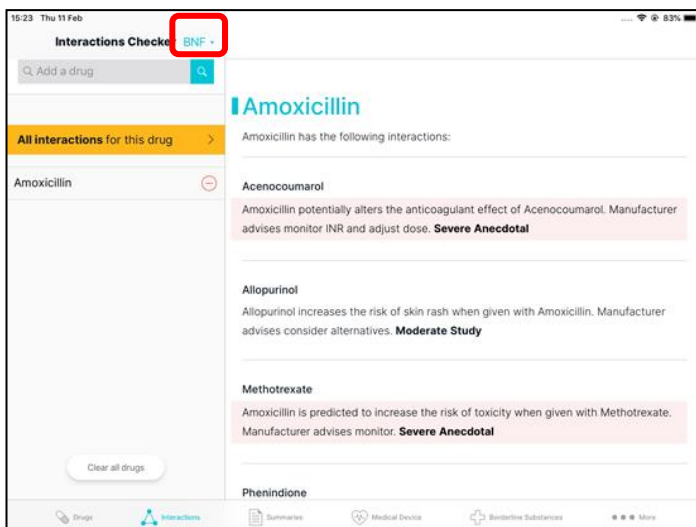 15:23 Thu 11 Feb
.... 83%
Interactions Checker BNF
Add a drug
All interactions for this drug
Amoxicillin
Clear all drugs
Amoxicillin
Amoxicillin has the following interactions:
Acenocoumarol
Amoxicillin potentially alters the anticoagulant effect of Acenocoumarol. Manufacturer
advises monitor INR and adjust dose. Severe Anecdotal
Allopurinol
Allopurinol increases the risk of skin rash when given with Amoxicillin. Manufacturer
advises consider alternatives. Moderate Study
Methotrexate
Amoxicillin is predicted to increase the risk of toxicity when given with Methotrexate.
Manufacturer advises monitor. Severe Anecdotal
Phenindione
Drugs
Interactions
Summaries
Medical Device
Borderline Substances
More